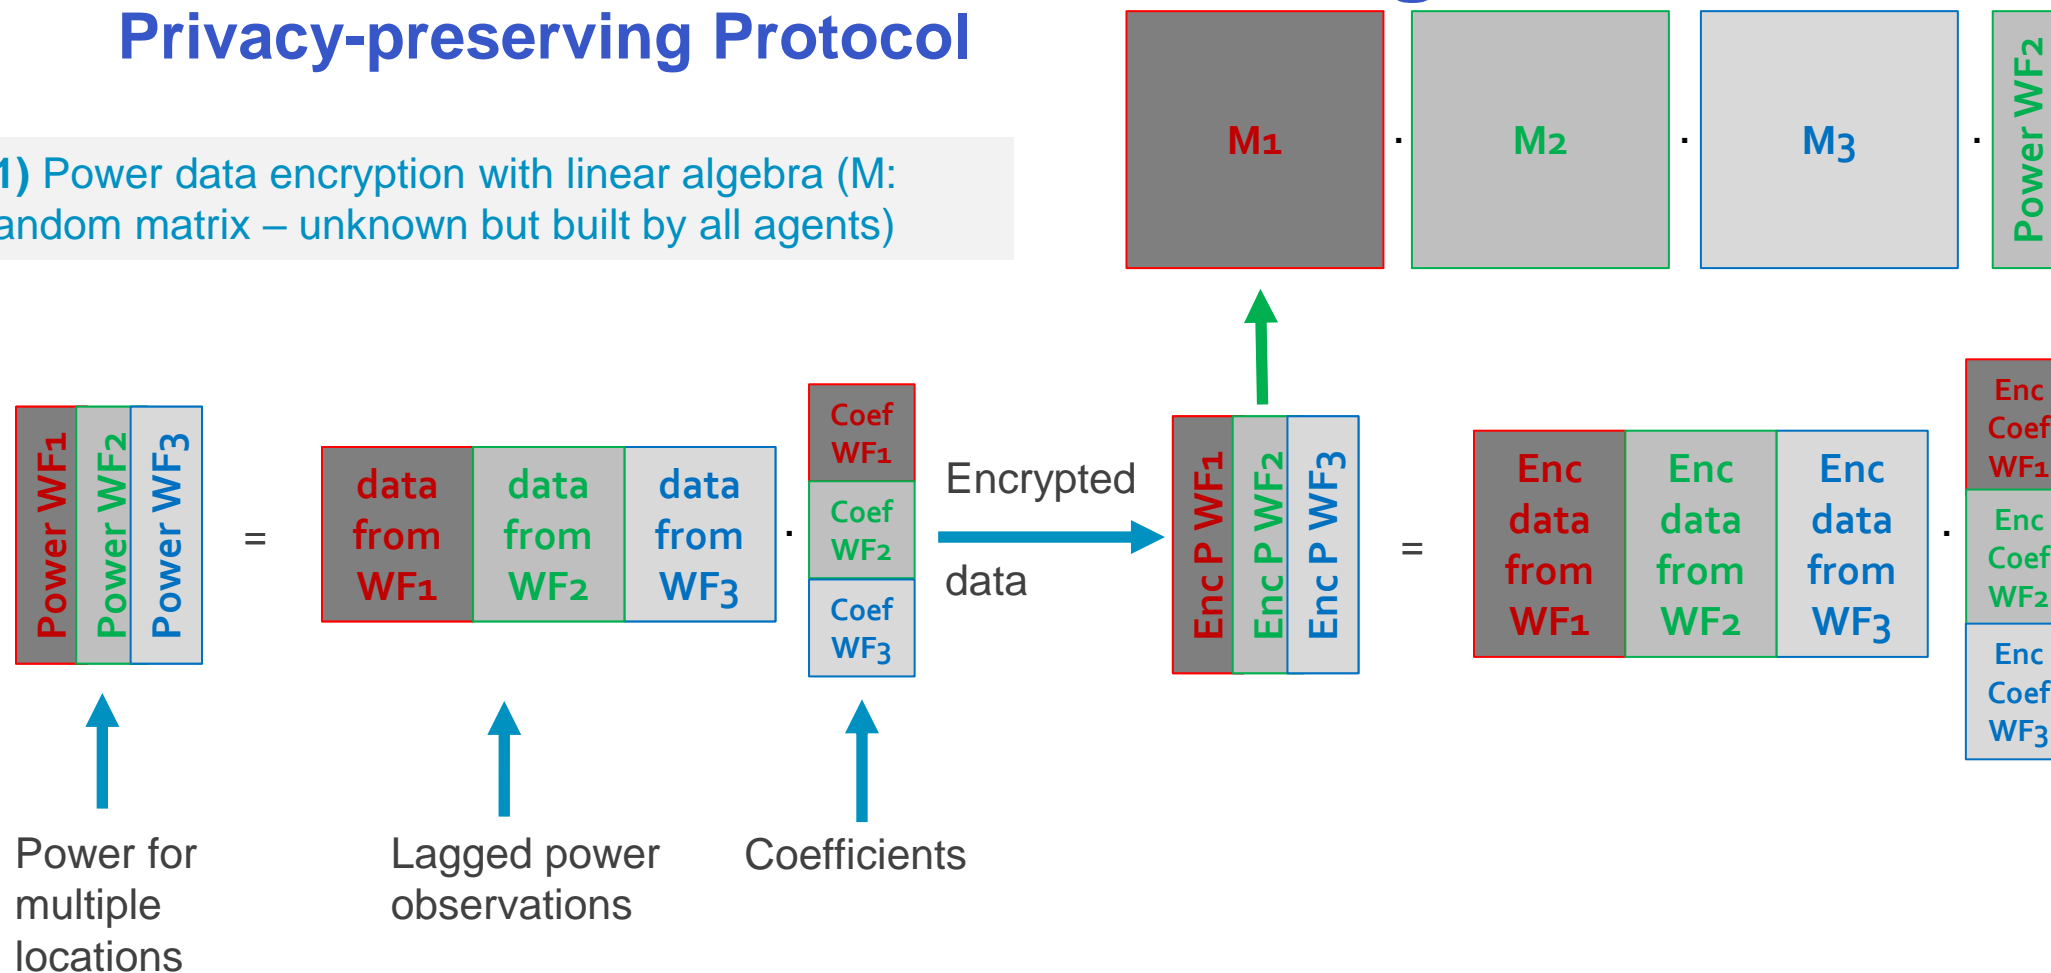 Privacy-preserving Protocol
1) Power data encryption with linear algebra (M:
andom matrix – unknown but built by all agents)
M1
·
M2
·
M3
·
Power WF2
Power WF1
Power WF2
Power WF3
=
data
from
WF1
data
from
WF2
data
from
WF3
·
Coef
WF1
Coef
WF2
Coef
WF3
Encrypted
data
Enc P WF1
Enc P WF2
Enc P WF3
=
Enc
data
from
WF1
Enc
data
from
WF2
Enc
data
from
WF3
·
Enc
Coef
WF1
Enc
Coef
WF2
Enc
Coef
WF3
Power for
multiple
locations
Lagged power
observations
Coefficients